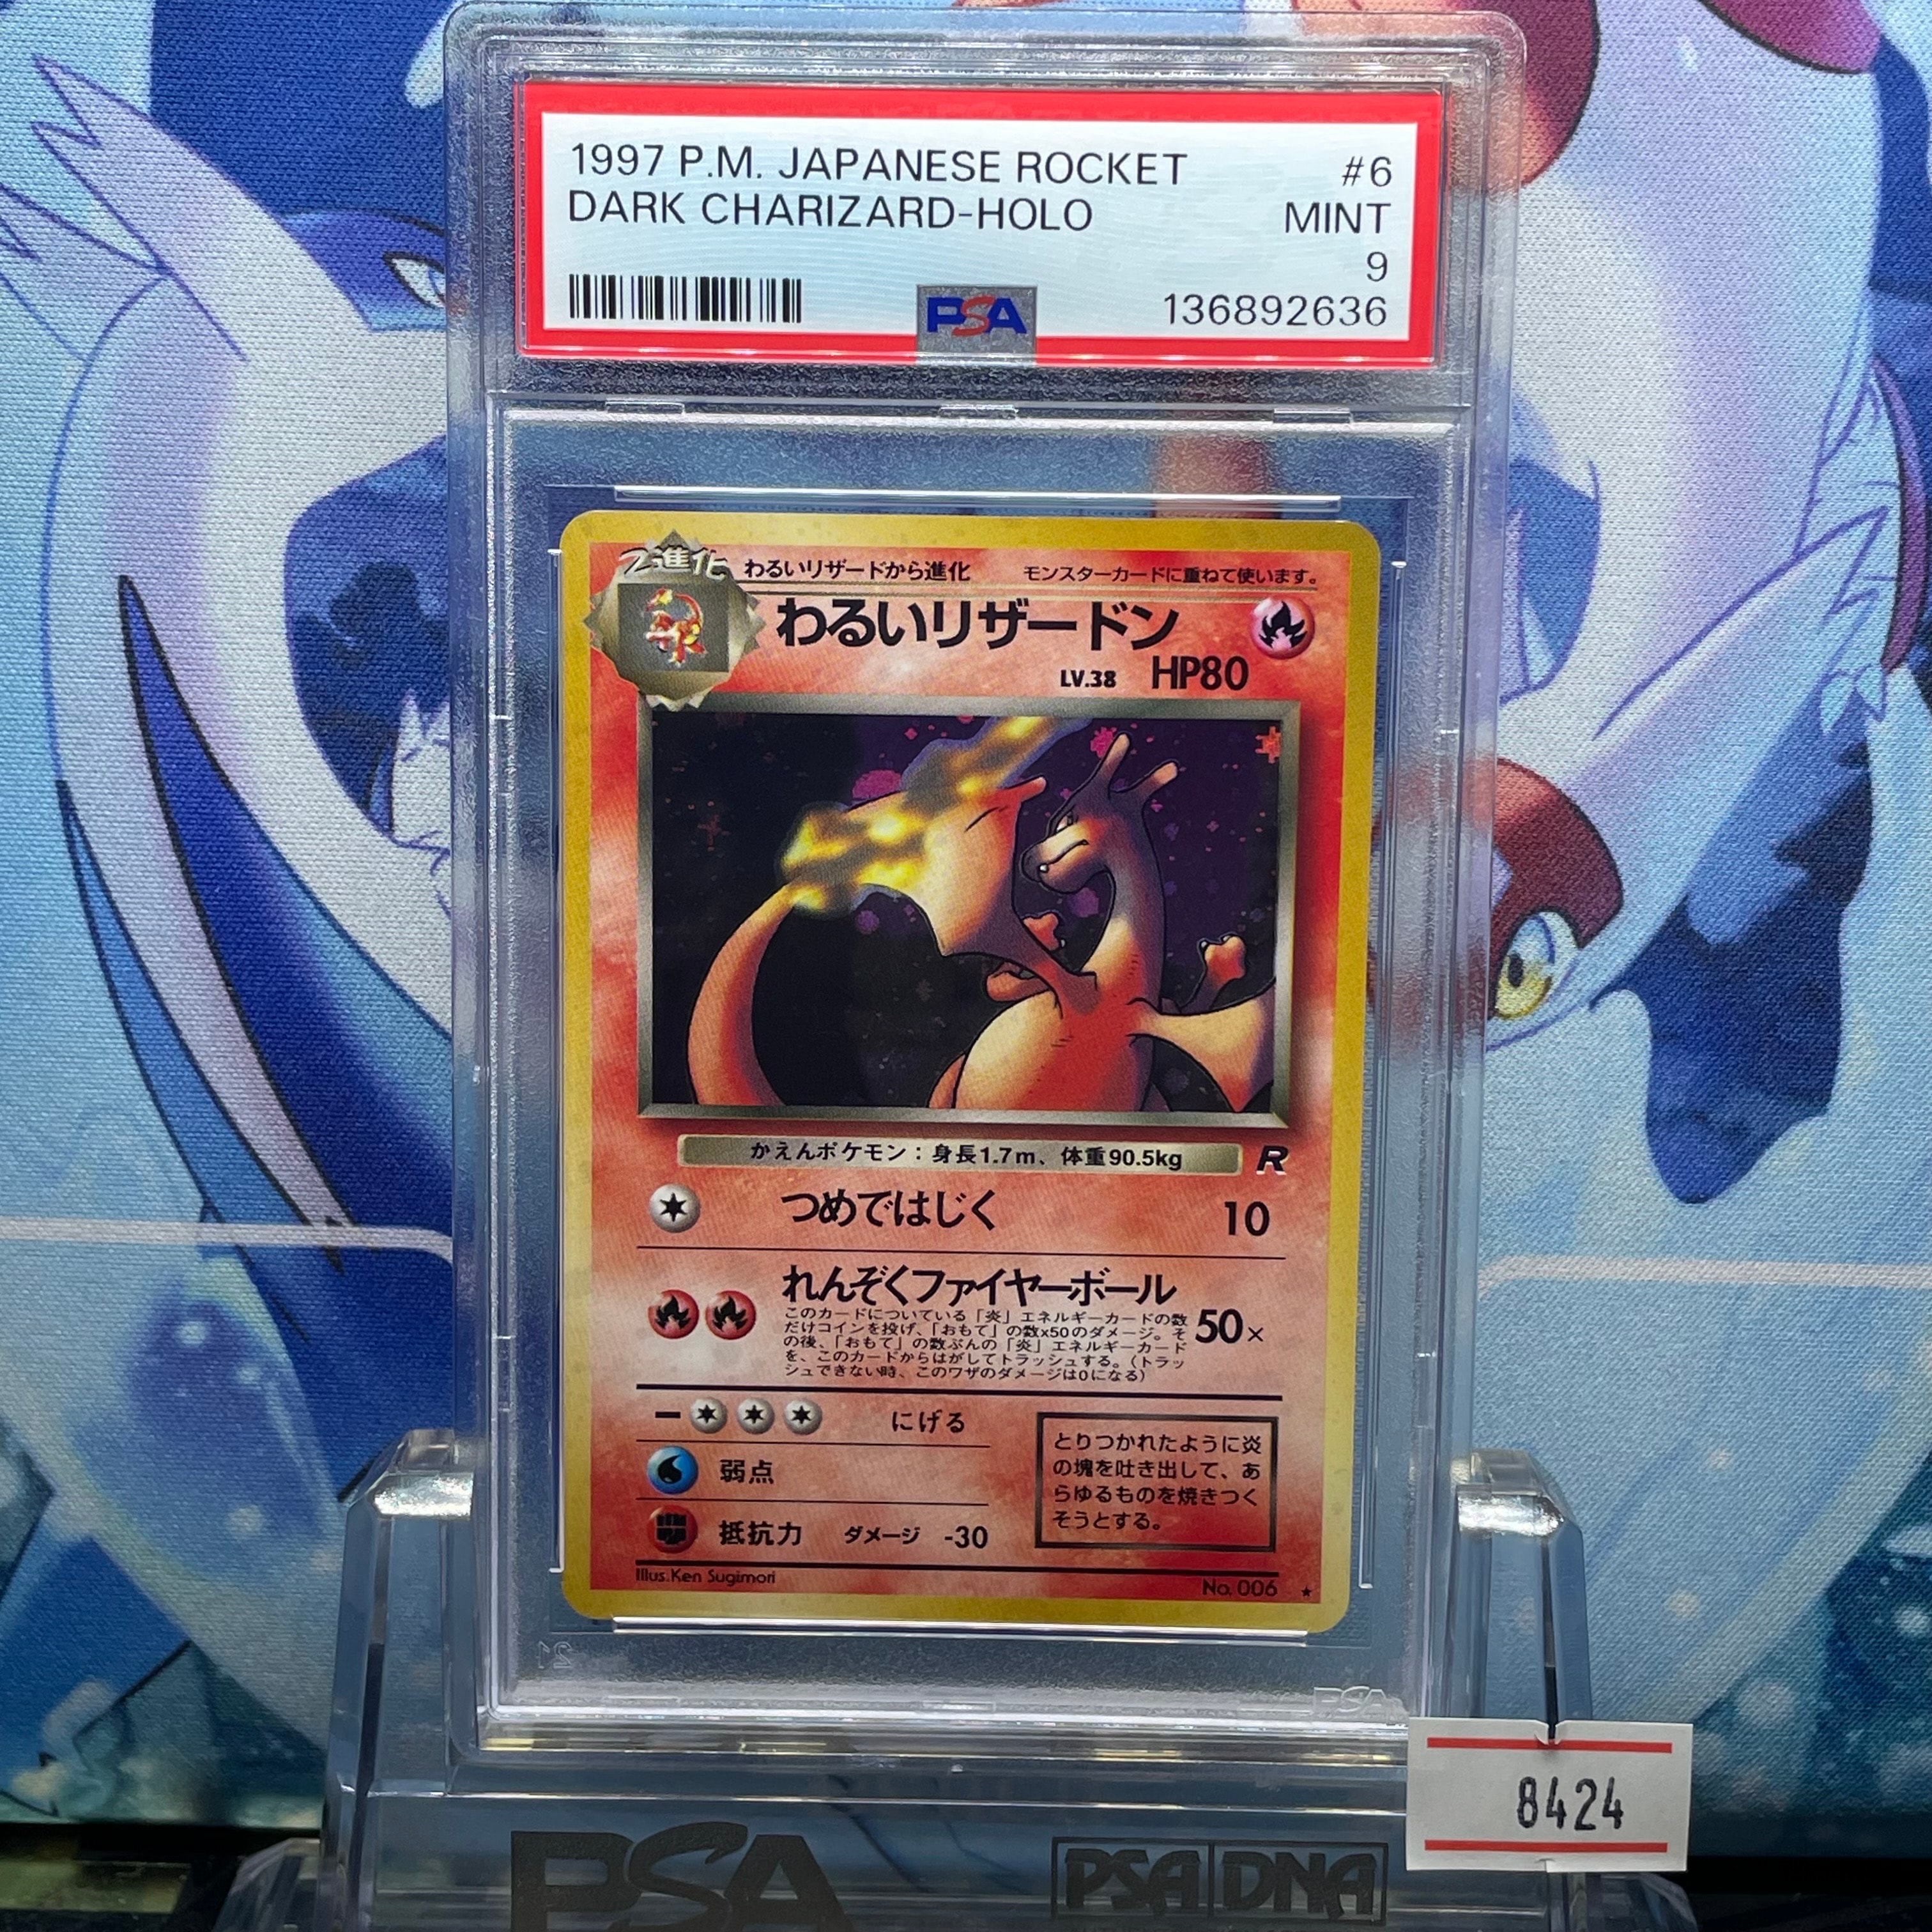 1997 P.M. JAPANESE ROCKET #6
DARK CHARIZARD-HOLO MINT
9
PSA 136892636
2進化 わるいリザードから進化 モンスターカードに重ねて使います。
わるいリザードン
LV.38 HP80
かえんポケモン：身長1.7m、体重90.5kg R
つめではじく 10
れんぞくファイヤーボール
このカードについている「炎」エネルギーカードの数
だけコインを投げ、「おもて」の数x50のダメージ。そ
の後、「おもて」の数ぶんの「炎」エネルギーカード
を、このカードからはがしてトラッシュする。（トラッ
シュできない時、このワザのダメージは0になる）
50×
にげる
弱点
抵抗力 ダメージ -30
とりつかれたように炎
の塊を吐き出して、あ
らゆるものを焼きつく
そうとする。
Illus.Ken Sugimori No.006
21
PSA
8424
PSA PSA DNA